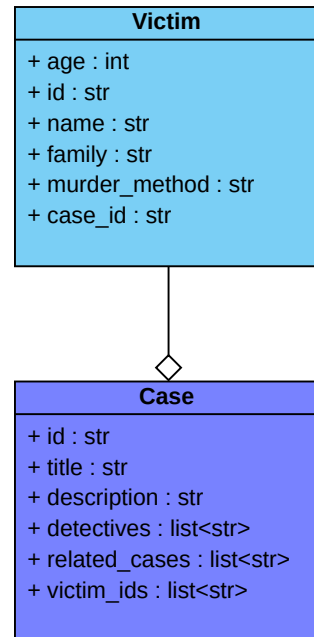 Victim
+ age : int
+ id : str
+ name : str
+ family : str
+ murder_method : str
+ case_id : str
Case
+ id : str
+ title : str
+ description : str
+ detectives : list<str>
+ related_cases : list<str>
+ victim_ids : list<str>